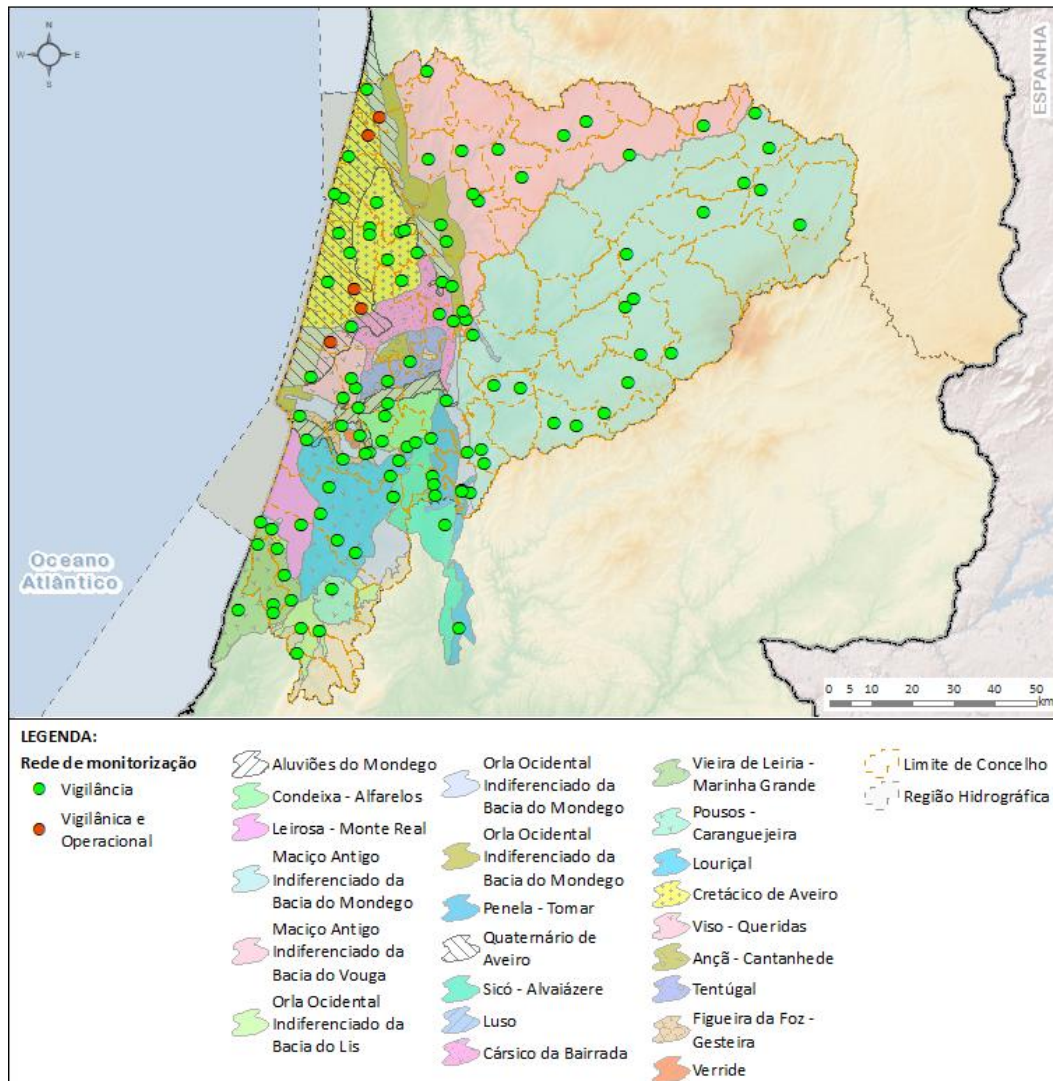 N
W
E
S
ESPANHA
Oceano
Atlântico
0 5 10 20 30 40 50
km
LEGENDA:
Rede de monitorização
Vigilância
Vigilânica e
Operacional
Aluviões do Mondego
Condeixa - Alfarelos
Leirosa - Monte Real
Maciço Antigo
Indiferenciado da
Bacia do Mondego
Maciço Antigo
Indiferenciado da
Bacia do Vouga
Orla Ocidental
Indiferenciado da
Bacia do Lis
Orla Ocidental
Indiferenciado da
Bacia do Mondego
Orla Ocidental
Indiferenciado da
Bacia do Mondego
Penela - Tomar
Quaternário de
Aveiro
Sicó - Alvaiázere
Luso
Cársico da Bairrada
Vieira de Leiria -
Marinha Grande
Pousos -
Caranguejeira
Louriçal
Cretácico de Aveiro
Viso - Queridas
Ançã - Cantanhede
Tentúgal
Figueira da Foz -
Gesteira
Verride
Limite de Concelho
Região Hidrográfica